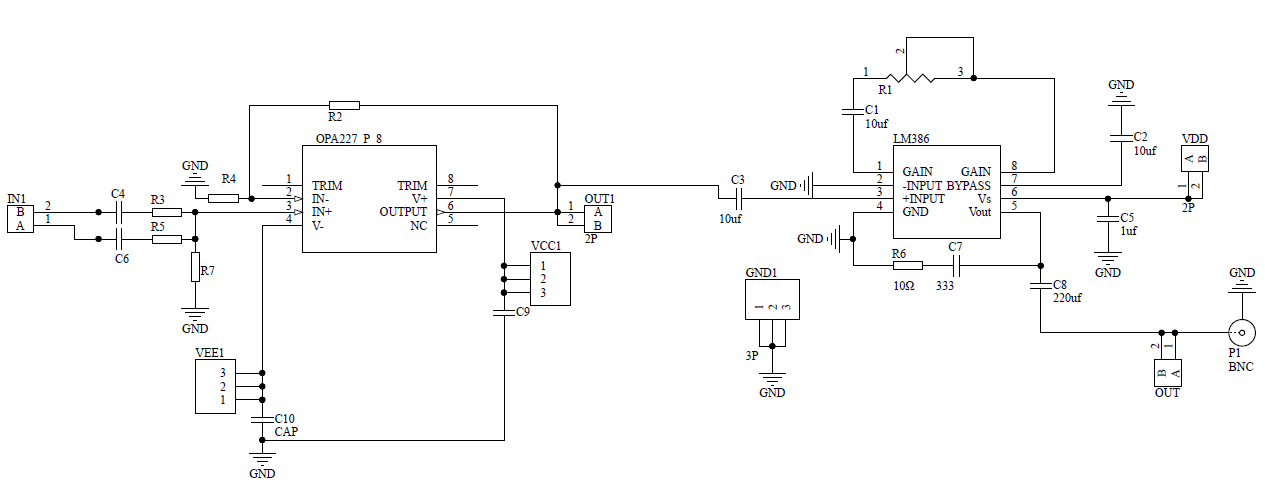 IN1
B
A
2
1
C4
C6
R3
R5
GND
R4
R7
GND
R2
OPA227 P 8
1
2
3
4
TRIM
IN-
IN+
V-
TRIM
V+
OUTPUT
NC
8
7
6
5
OUT1
1
2
A
B
2P
VCC1
1
2
3
C9
VEE1
3
2
1
C10
CAP
GND
C3
10uf
GND
GND
C1
10uf
1
2
3
R1
LM386
1
2
3
4
GAIN
-INPUT
+INPUT
GND
GAIN
BYPASS
Vs
Vout
8
7
6
5
GND
C2
10uf
VDD
A
B
1
2
2P
C5
1uf
GND
R6
10Ω
C7
333
C8
220uf
GND1
1
2
3
3P
GND
GND
P1
BNC
2
1
B
A
OUT